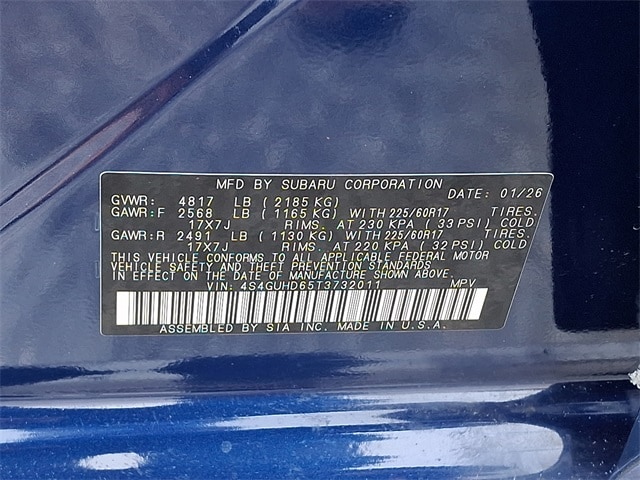 MFD BY SUBARU CORPORATION
GVWR: 4817 LB ( 2185 KG) DATE: 01/26
GAWR:F 2568 LB ( 1165 KG) WITH 225/60R17 TIRES.
17X7J RIMS. AT 230 KPA ( 33 PSI) COLD
GAWR:R 2491 LB ( 1130 KG) WITH 225/60R17 TIRES.
17X7J RIMS. AT 220 KPA ( 32 PSI) COLD
THIS VEHICLE CONFORMS TO ALL APPLICABLE FEDERAL MOTOR
VEHICLE SAFETY AND THEFT PREVENTION STANDARDS
IN EFFECT ON THE DATE OF MANUFACTURE SHOWN ABOVE.
VIN: 4S4GUHD65T3732011 MPV
ASSEMBLED BY SIA INC. MADE IN U.S.A.